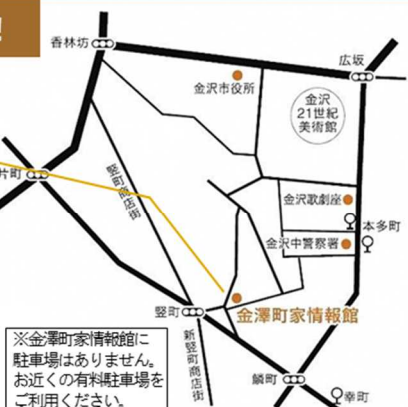 ！
香林坊
広坂
金沢市役所
金沢
21世紀
美術館
片町
竪町商店街
金沢歌劇座
本多町
金沢中警察署
金澤町家情報館
竪町
新竪町商店街
※金澤町家情報館に
駐車場はありません。
お近くの有料駐車場を
ご利用ください。
鱗町
幸町